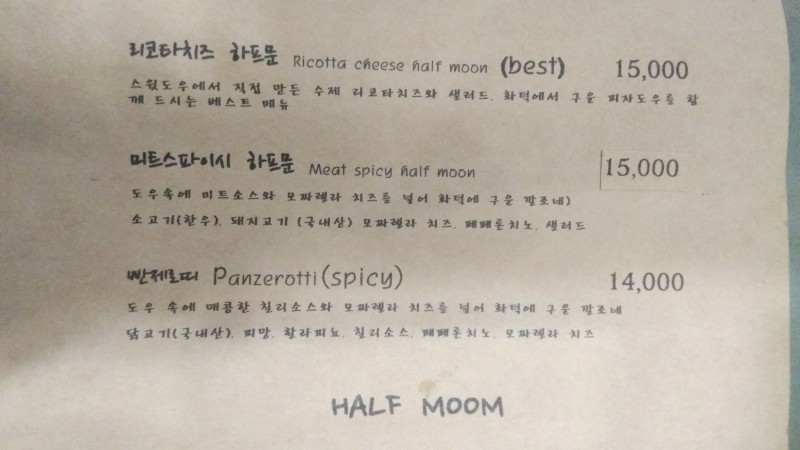 리코타치즈 하프문 Ricotta cheese half moon (best) 15,000
스윗도우에서 직접 만든 수제 리코타치즈와 샐러드, 화덕에서 구운 피자도우를 함
께 드시는 베스트 메뉴
미트스파이시 하프문 Meat spicy half moon 15,000
도우속에 미트소스와 모짜렐라 치즈를 넣어 화덕에 구운 깔조네)
소고기(한우), 돼지고기 (국내산) 모짜렐라 치즈, 페페론치노, 샐러드
빤제로띠 Panzerotti(spicy) 14,000
도우 속에 매콤한 칠리소스와 모짜렐라 치즈를 넣어 화덕에 구운 깔조네
닭고기(국내산), 피망, 할라피뇨, 칠리소스, 페페론치노, 모짜렐라 치즈
HALF MOOM